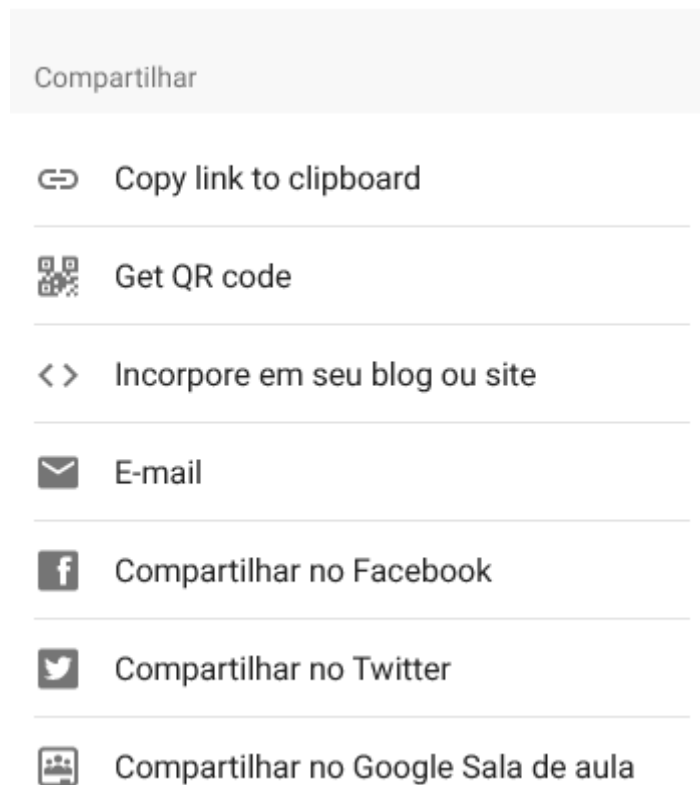 Compartilhar
Copy link to clipboard
Get QR code
Incorpore em seu blog ou site
E-mail
Compartilhar no Facebook
Compartilhar no Twitter
Compartilhar no Google Sala de aula